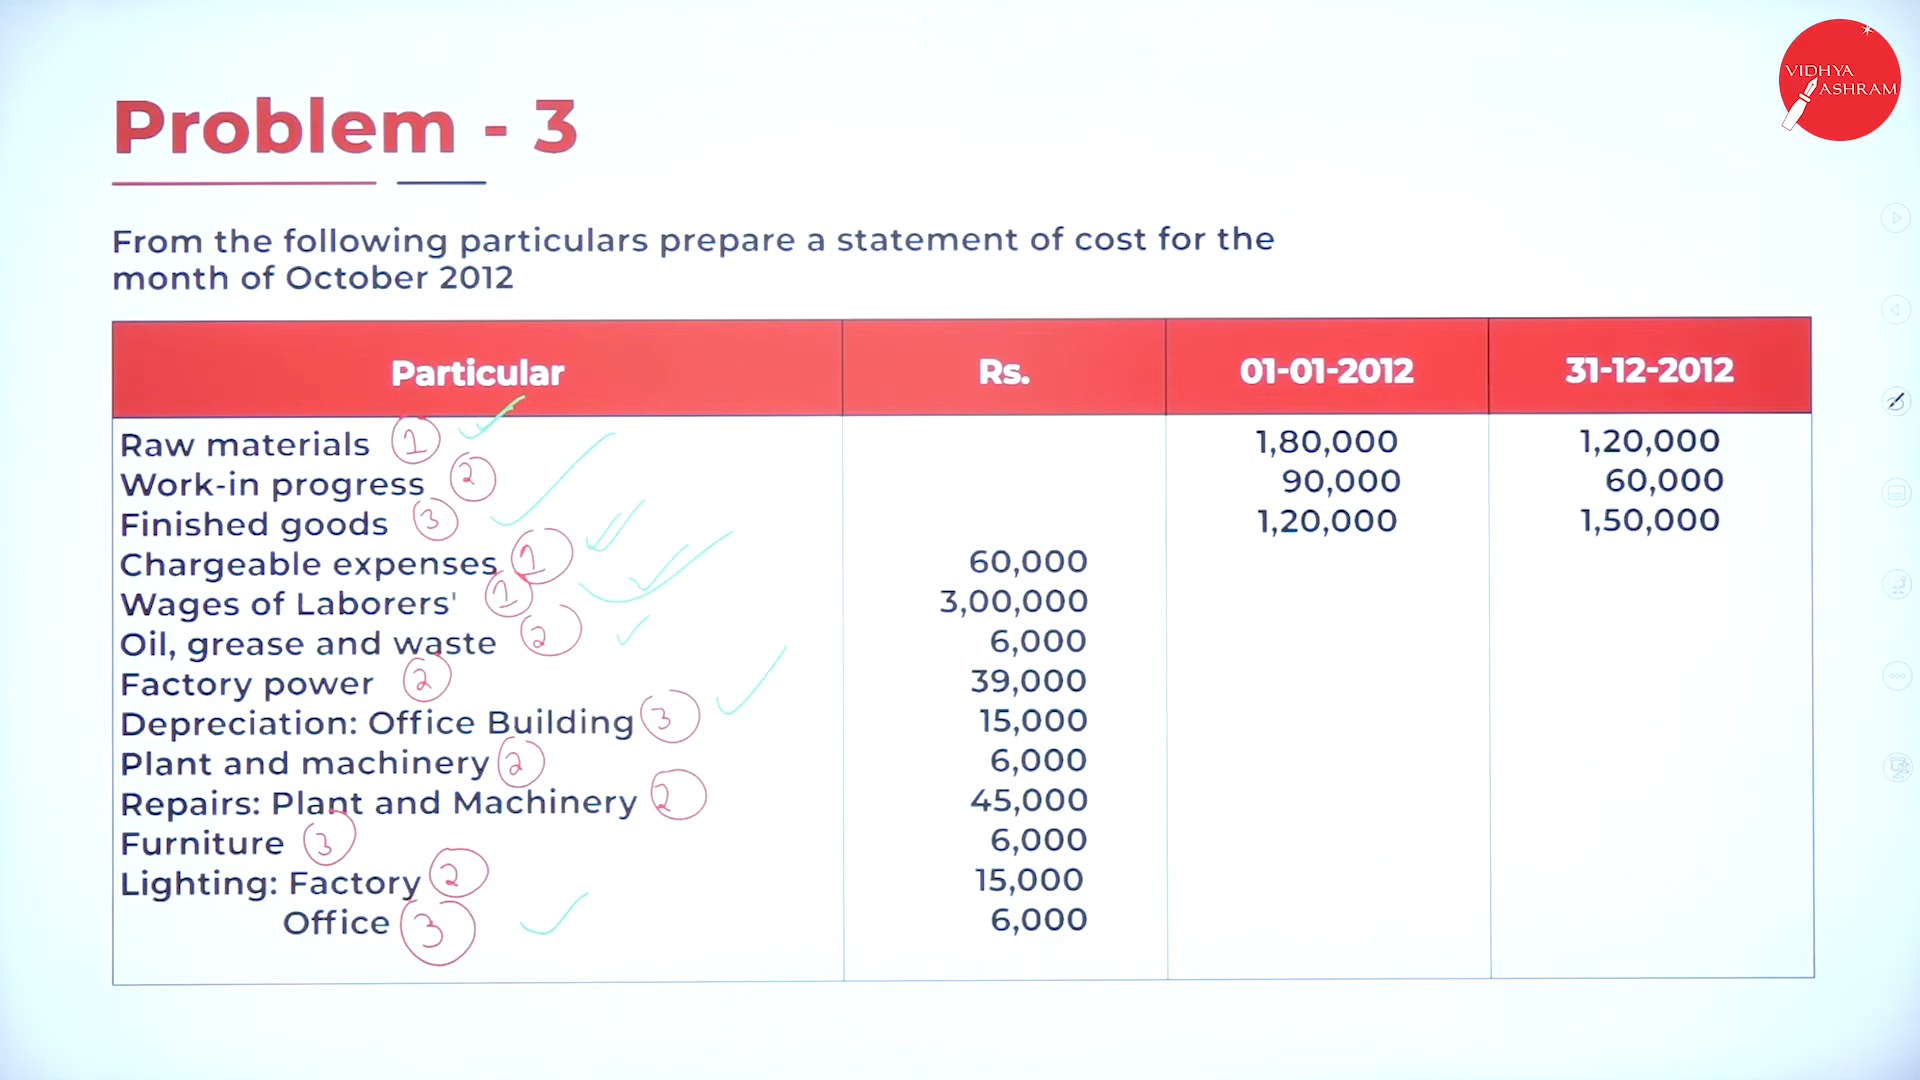 VIDHYA
ASHRAM
Problem - 3
From the following particulars prepare a statement of cost for the
month of October 2012
Particular Rs. 01-01-2012 31-12-2012
Raw materials 1 1,80,000 1,20,000
Work-in progress 2 90,000 60,000
Finished goods 3 1,20,000 1,50,000
Chargeable expenses 1 60,000
Wages of Laborers' 1 3,00,000
Oil, grease and waste 2 6,000
Factory power 2 39,000
Depreciation: Office Building 3 15,000
Plant and machinery 2 6,000
Repairs: Plant and Machinery 2 45,000
Furniture 3 6,000
Lighting: Factory 2 15,000
Office 3 6,000